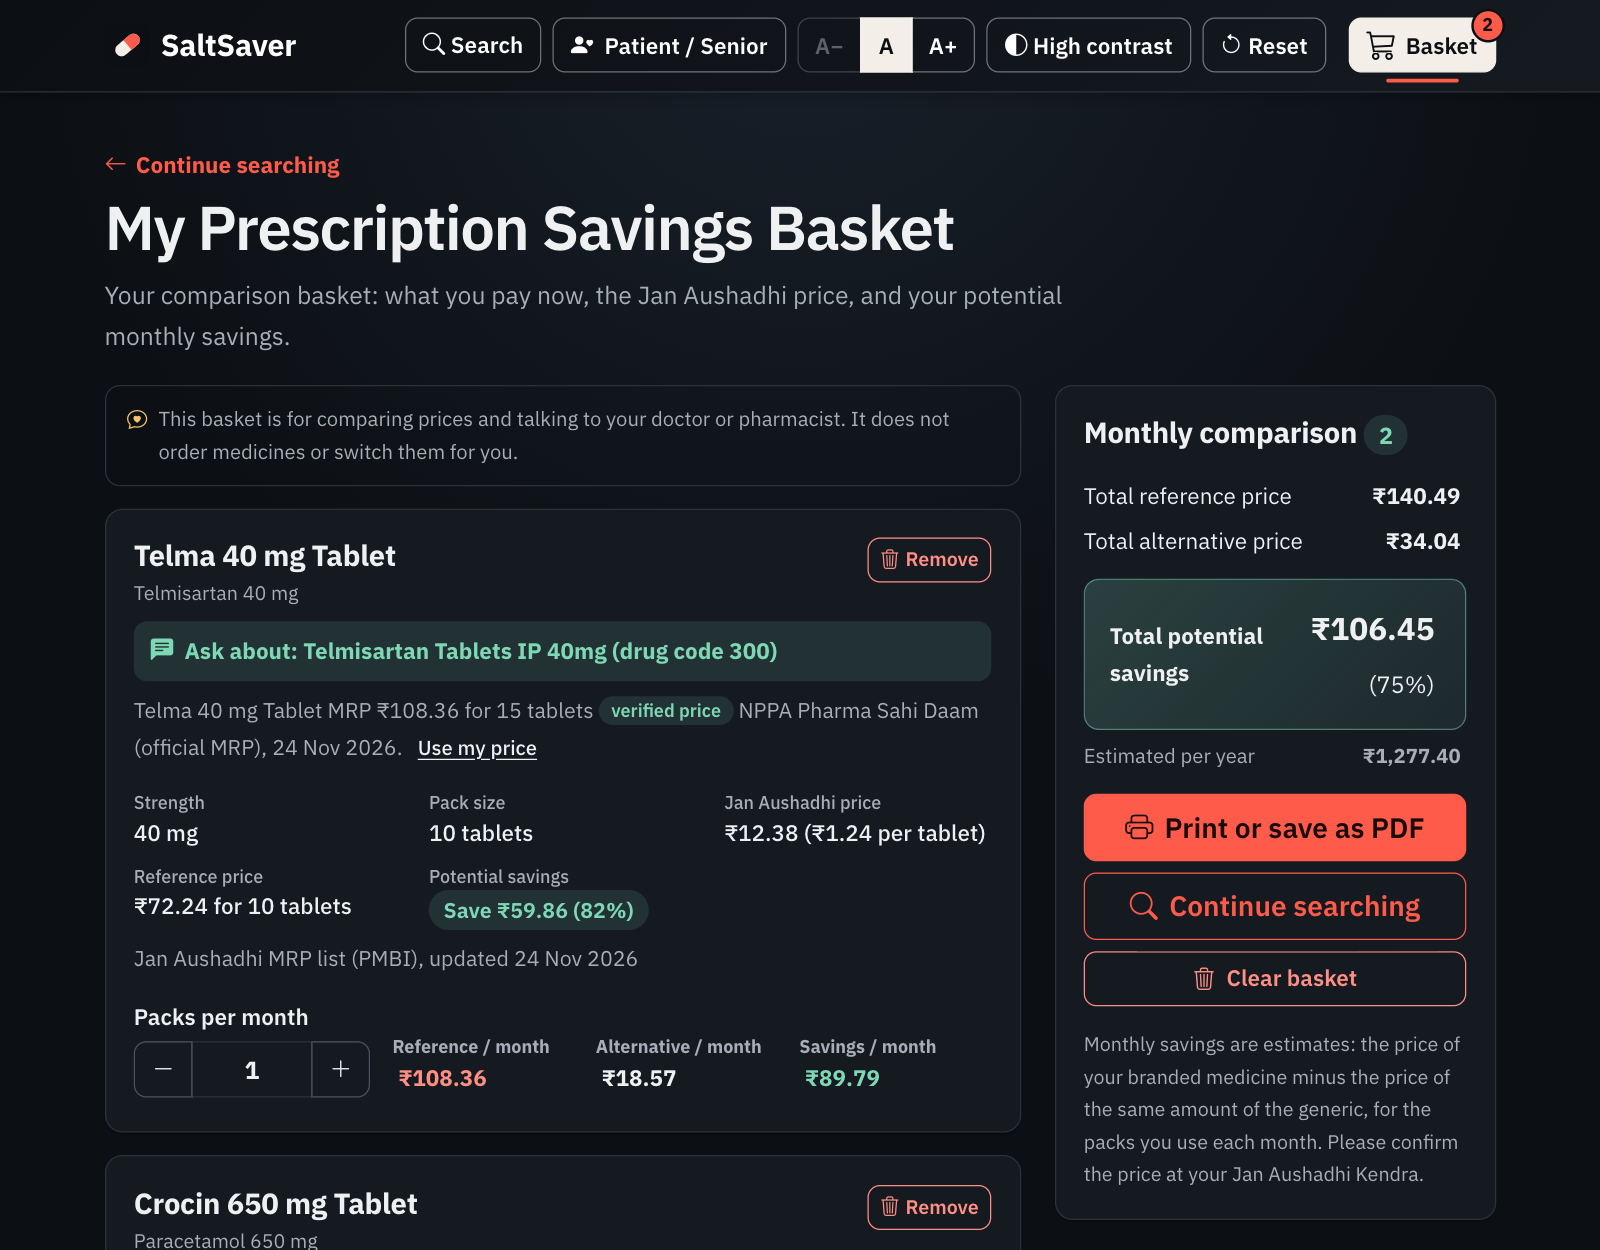 SaltSaver
Search
Patient / Senior
A−
A
A+
High contrast
Reset
Basket
2
← Continue searching
My Prescription Savings Basket
Your comparison basket: what you pay now, the Jan Aushadhi price, and your potential
monthly savings.
This basket is for comparing prices and talking to your doctor or pharmacist. It does not
order medicines or switch them for you.
Telma 40 mg Tablet
Remove
Telmisartan 40 mg
Ask about: Telmisartan Tablets IP 40mg (drug code 300)
Telma 40 mg Tablet MRP ₹108.36 for 15 tablets verified price NPPA Pharma Sahi Daam
(official MRP), 24 Nov 2026. Use my price
Strength
40 mg
Pack size
10 tablets
Jan Aushadhi price
₹12.38 (₹1.24 per tablet)
Reference price
₹72.24 for 10 tablets
Potential savings
Save ₹59.86 (82%)
Jan Aushadhi MRP list (PMBI), updated 24 Nov 2026
Packs per month
− 1 +
Reference / month
₹108.36
Alternative / month
₹18.57
Savings / month
₹89.79
Crocin 650 mg Tablet
Remove
Paracetamol 650 mg
Monthly comparison 2
Total reference price ₹140.49
Total alternative price ₹34.04
Total potential
savings
₹106.45
(75%)
Estimated per year ₹1,277.40
Print or save as PDF
Continue searching
Clear basket
Monthly savings are estimates: the price of
your branded medicine minus the price of
the same amount of the generic, for the
packs you use each month. Please confirm
the price at your Jan Aushadhi Kendra.